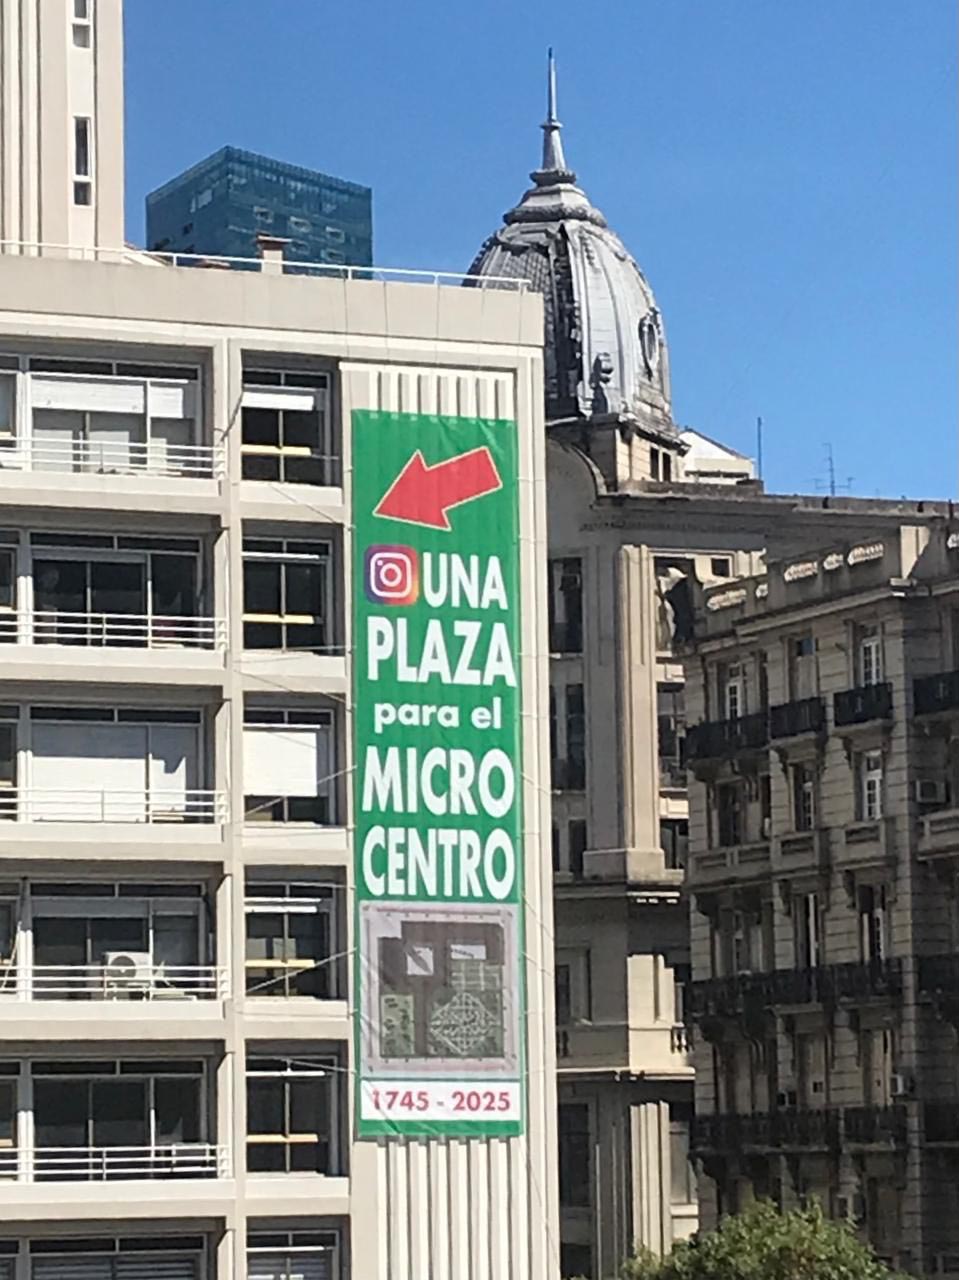 UNA
PLAZA
para el
MICRO
CENTRO
1745 - 2025